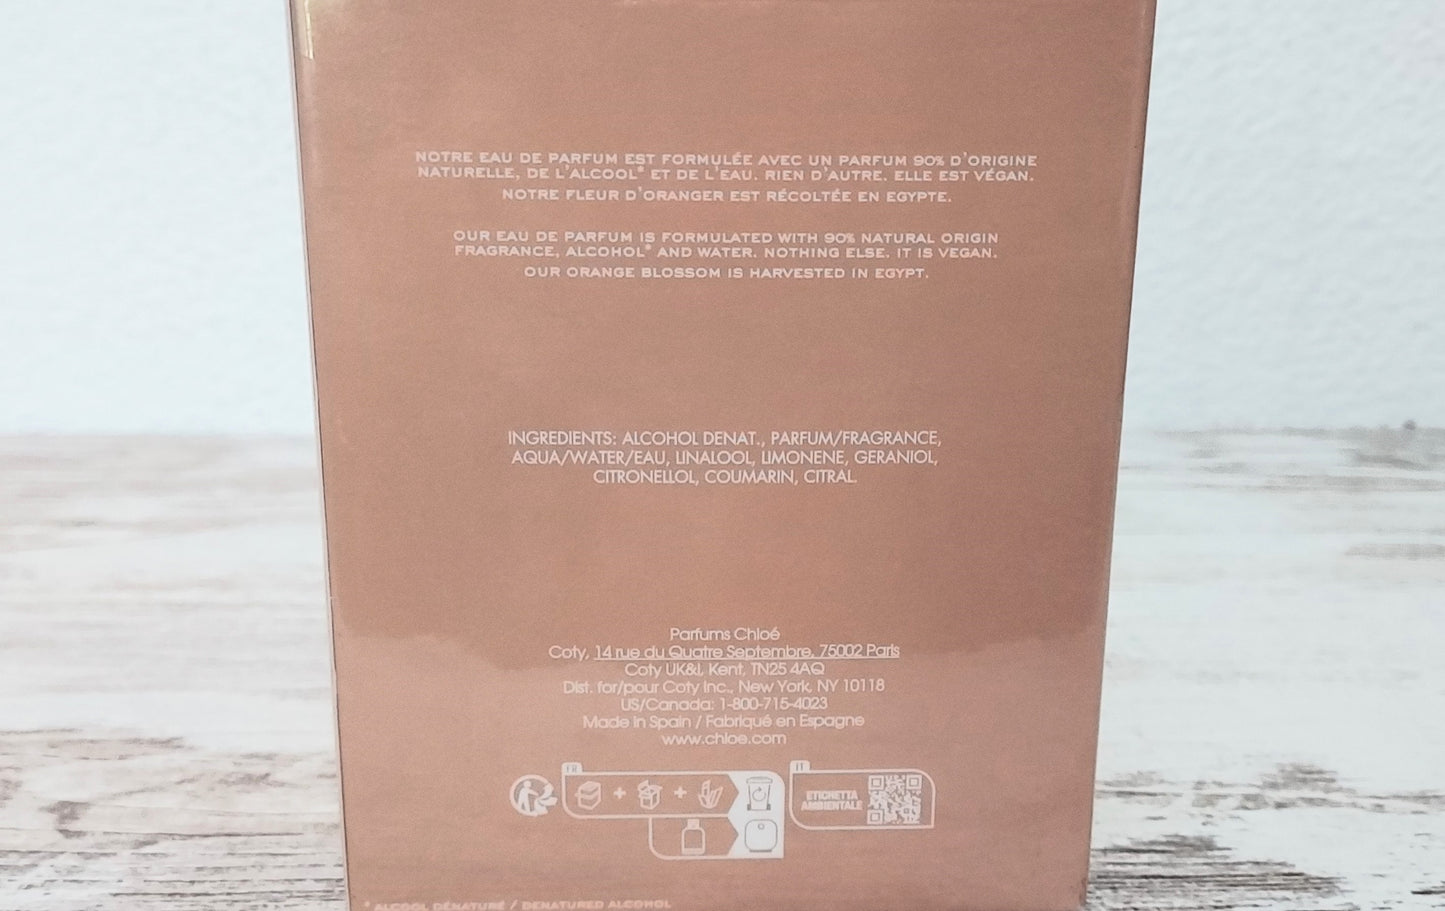 NOTRE EAU DE PARFUM EST FORMULÉE AVEC UN PARFUM 90% D'ORIGINE
NATURELLE, DE L'ALCOOL* ET DE L'EAU. RIEN D'AUTRE. ELLE EST VÉGAN.
NOTRE FLEUR D'ORANGER EST RÉCOLTÉE EN EGYPTE.
OUR EAU DE PARFUM IS FORMULATED WITH 90% NATURAL ORIGIN
FRAGRANCE, ALCOHOL* AND WATER. NOTHING ELSE. IT IS VEGAN.
OUR ORANGE BLOSSOM IS HARVESTED IN EGYPT.
INGREDIENTS: ALCOHOL DENAT., PARFUM/FRAGRANCE,
AQUA/WATER/EAU, LINALOOL, LIMONENE, GERANIOL,
CITRONELLOL, COUMARIN, CITRAL.
Parfums Chloé
Coty, 14 rue du Quatre Septembre, 75002 Paris
Coty UK&I, Kent, TN25 4AQ
Dist. for/pour Coty Inc., New York, NY 10118
US/Canada: 1-800-715-4023
Made in Spain / Fabriqué en Espagne
www.chloe.com
FR
IT
ETICHETTA
AMBIENTALE
* ALCOOL DÉNATURÉ / DENATURED ALCOHOL